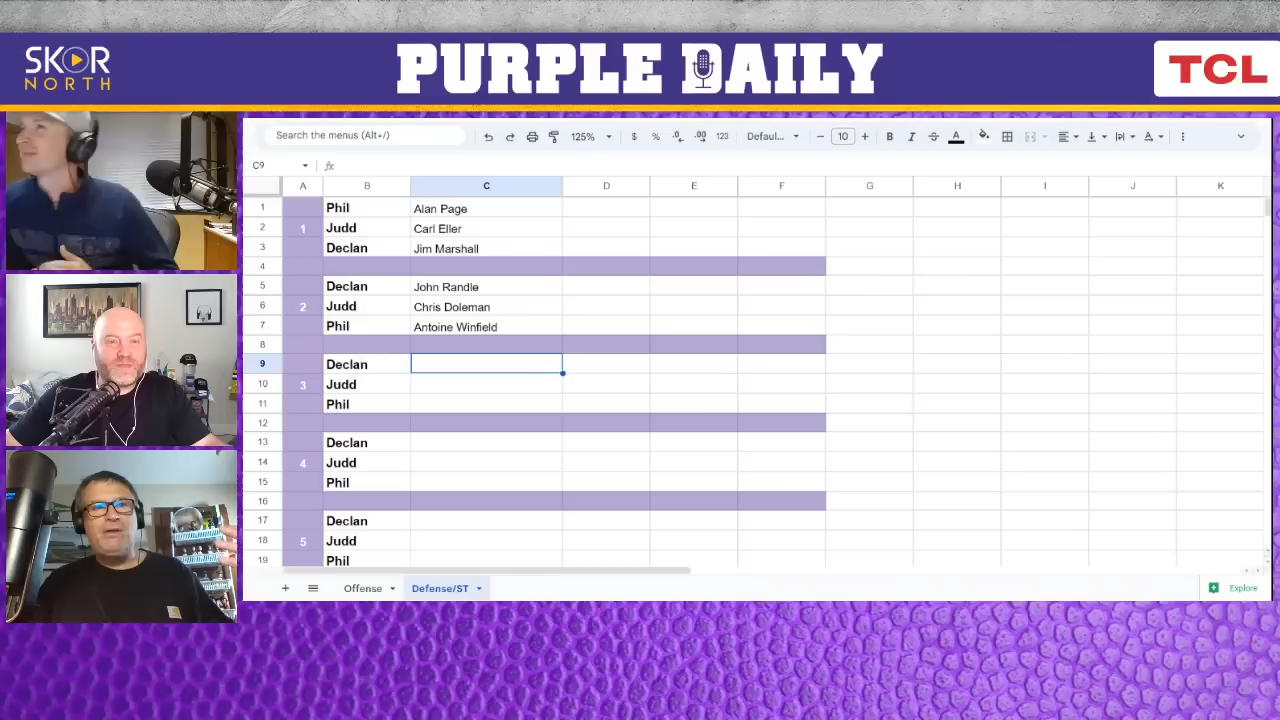 SKOR
NORTH
PURPLE DAILY
TCL
Search the menus (Alt+/)
125%
$ % .0 .00 123
Defaul...
10
B I S A
C9
fx
A B C D E F G H I J K
1 Phil Alan Page
2 1 Judd Carl Eller
3 Declan Jim Marshall
4
5 Declan John Randle
6 2 Judd Chris Doleman
7 Phil Antoine Winfield
8
9 Declan
10 3 Judd
11 Phil
12
13 Declan
14 4 Judd
15 Phil
16
17 Declan
18 5 Judd
19 Phil
Offense
Defense/ST
Explore